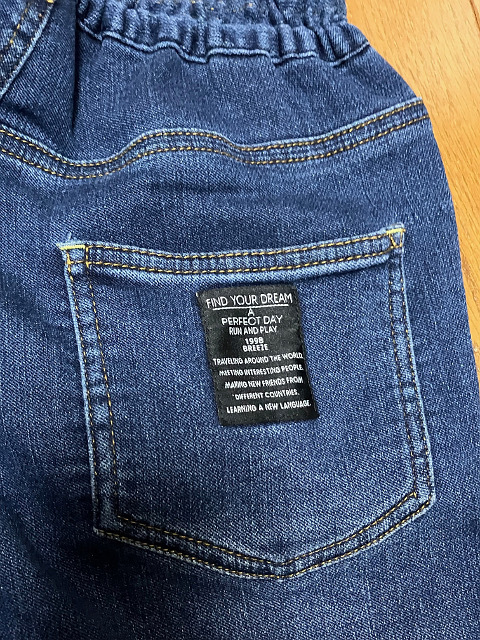 FIND YOUR DREAM
A
PERFECT DAY
RUN AND PLAY
1998
BREEZE
TRAVELING AROUND THE WORLD.
MEETING INTERESTING PEOPLE.
MAKING NEW FRIENDS FROM
DIFFERENT COUNTRIES.
LEARNING A NEW LANGUAGE.